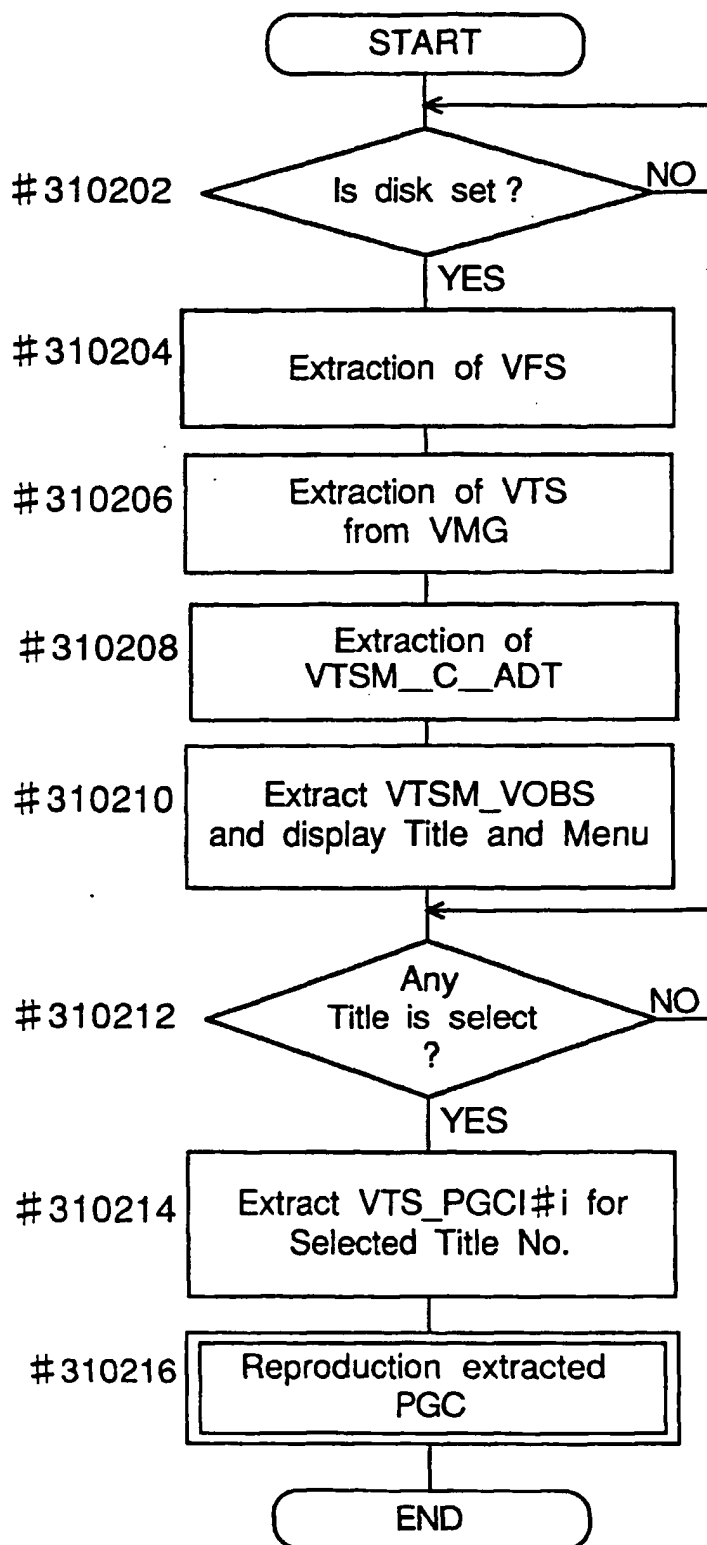 START
#310202
Is disk set ?
NO
YES
#310204
Extraction of VFS
#310206
Extraction of VTS
from VMG
#310208
Extraction of
VTSM__C__ADT
#310210
Extract VTSM_VOBS
and display Title and Menu
#310212
Any
Title is select
?
NO
YES
#310214
Extract VTS_PGCI#i for
Selected Title No.
#310216
Reproduction extracted
PGC
END